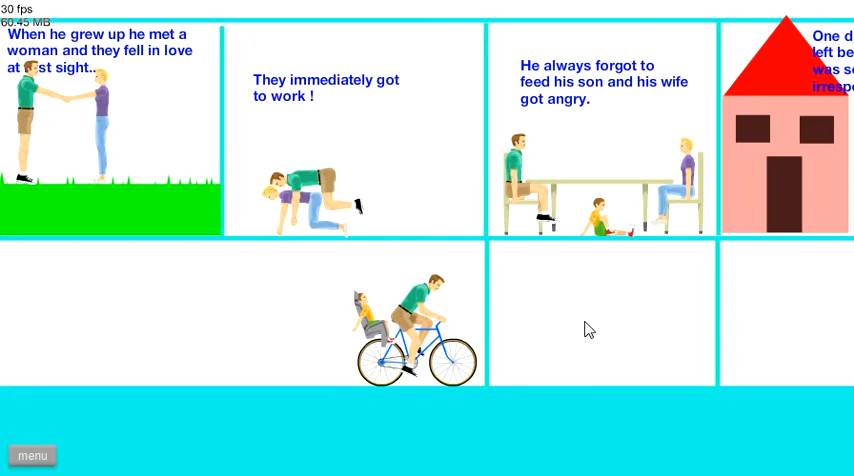 30 fps
60.45 MB
When he grew up he met a
woman and they fell in love
at st sight..
They immediately got
to work !
He always forgot to
feed his son and his wife
got angry.
One d
left be
was s
irresp
menu